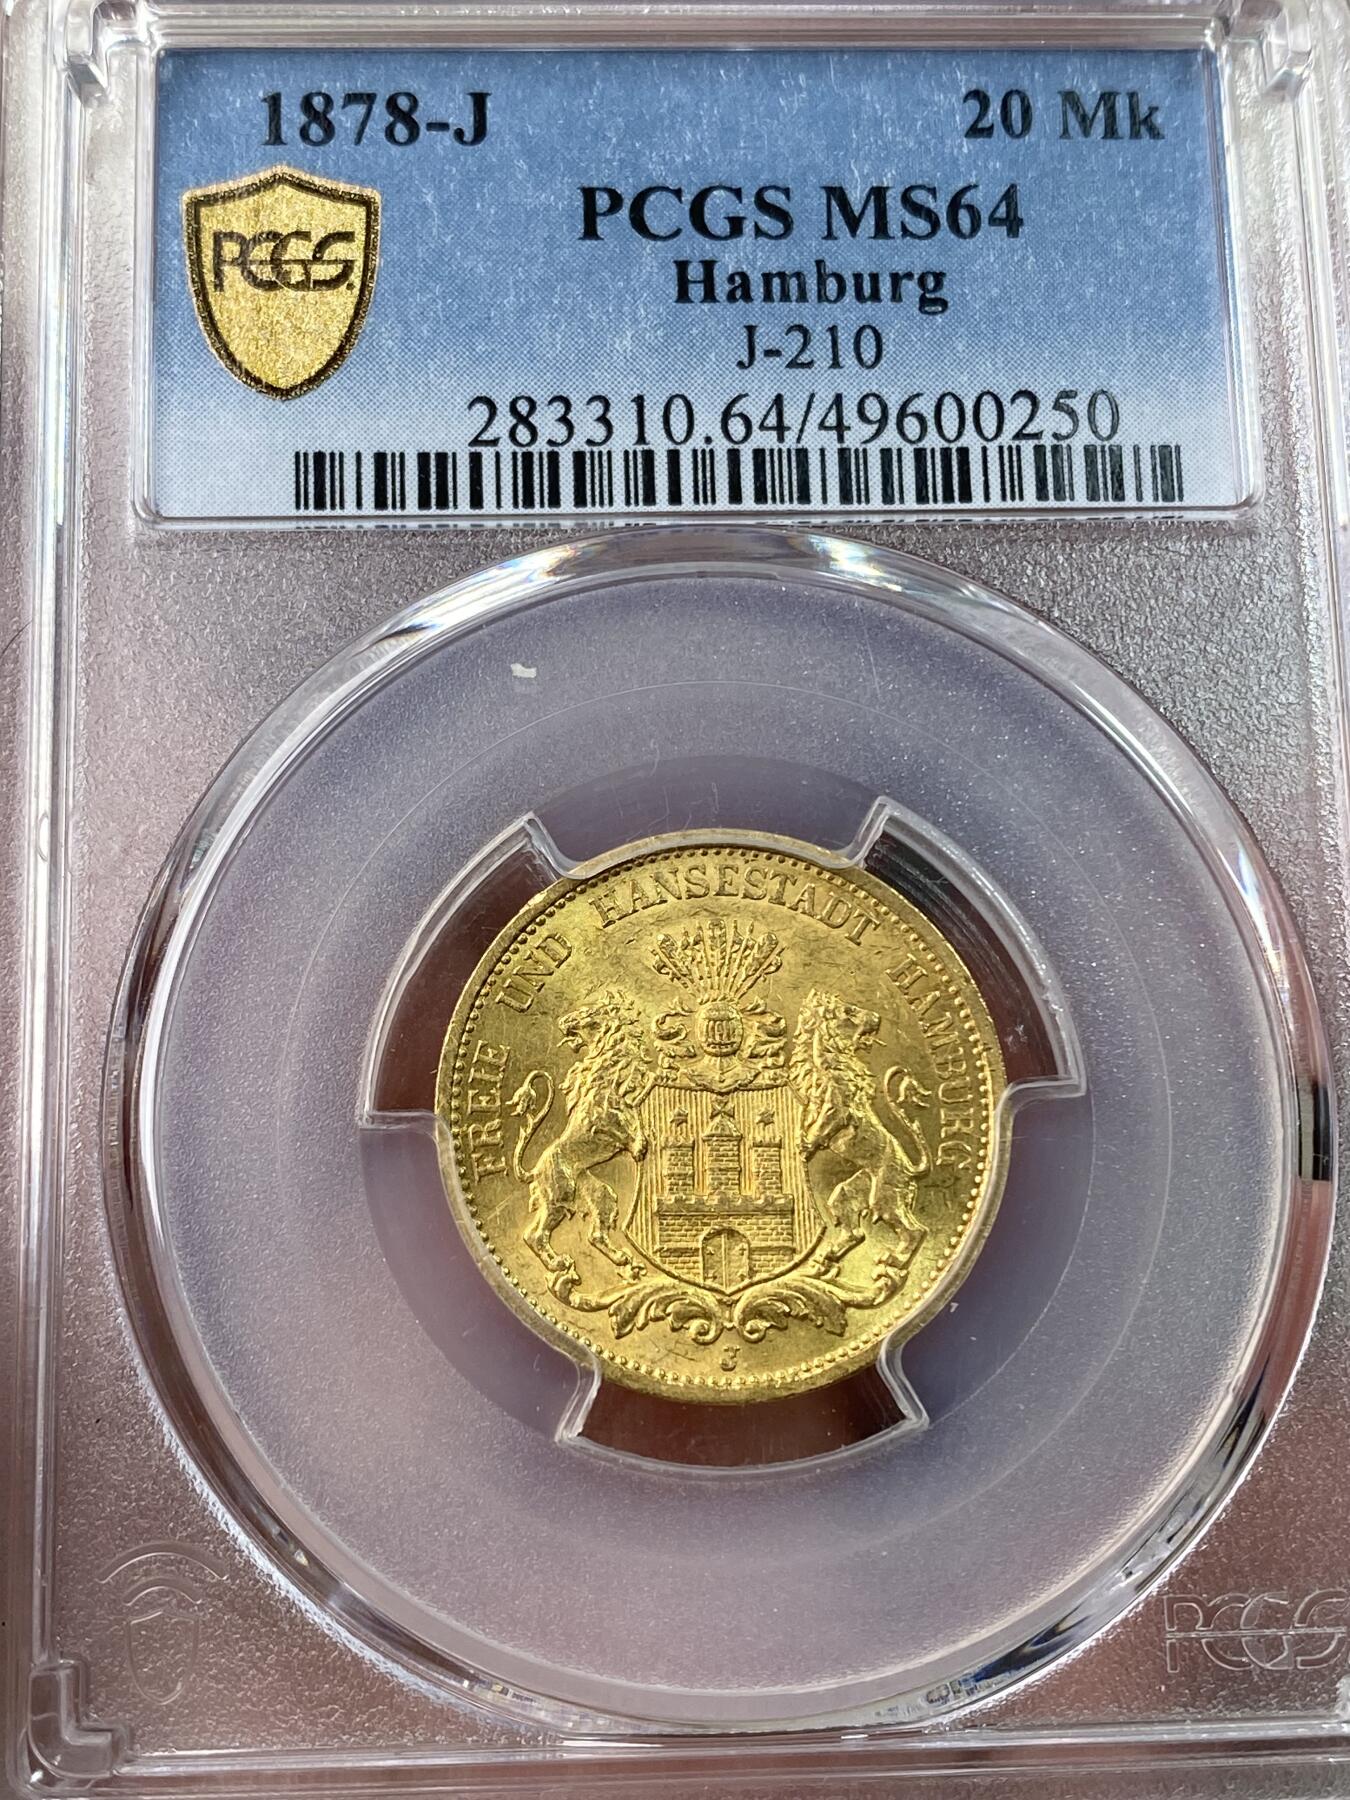 1878-J 20 Mk
PCGS PCGS MS64
Hamburg
J-210
283310.64/49600250
FREIE UND HANSESTADT HAMBURG
J
PCGS